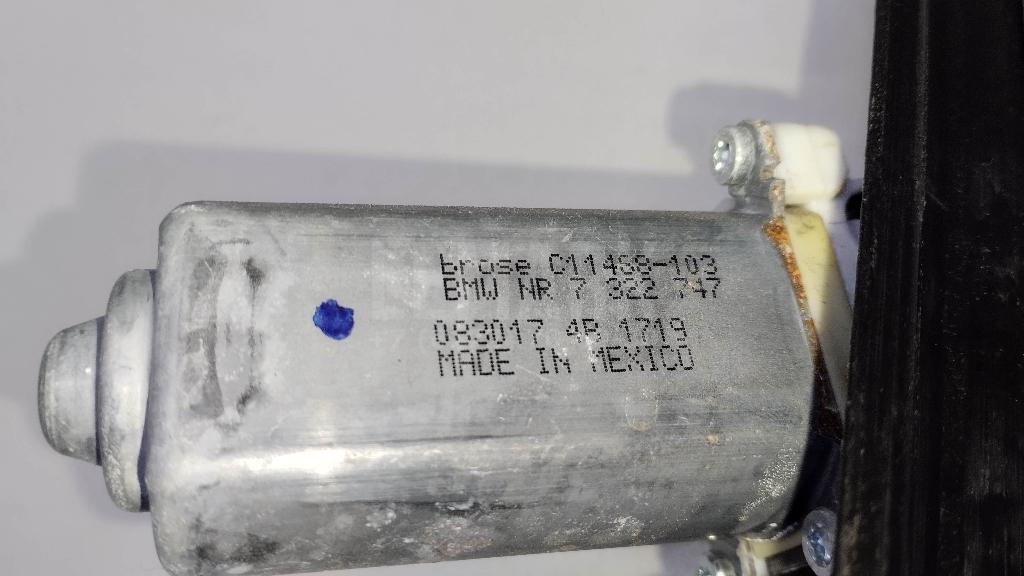 brose C11468-103
BMW NR 7 322 747
083017 4P 1719
MADE IN MEXICO